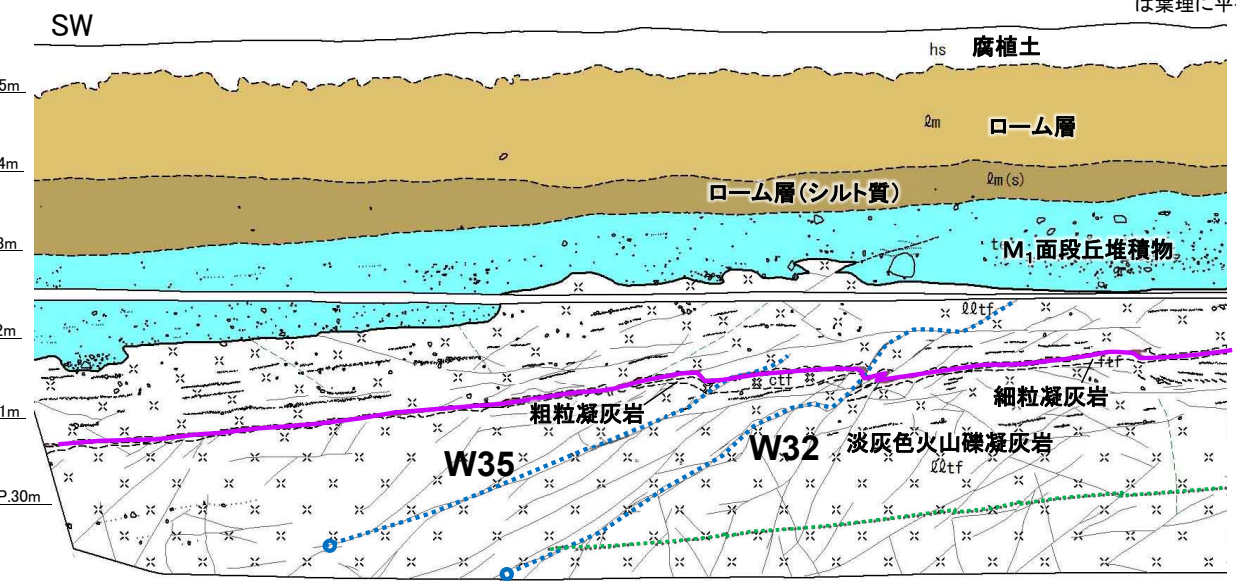 は葉理に平
SW
hs 腐植土
5m
ℓm ローム層
4m
ローム層(シルト質) ℓm(s)
3m
M₁面段丘堆積物
2m
ℓℓtf
ctf
ftf
1m
粗粒凝灰岩
細粒凝灰岩
W35
W32
淡灰色火山礫凝灰岩
ℓℓtf
P.30m